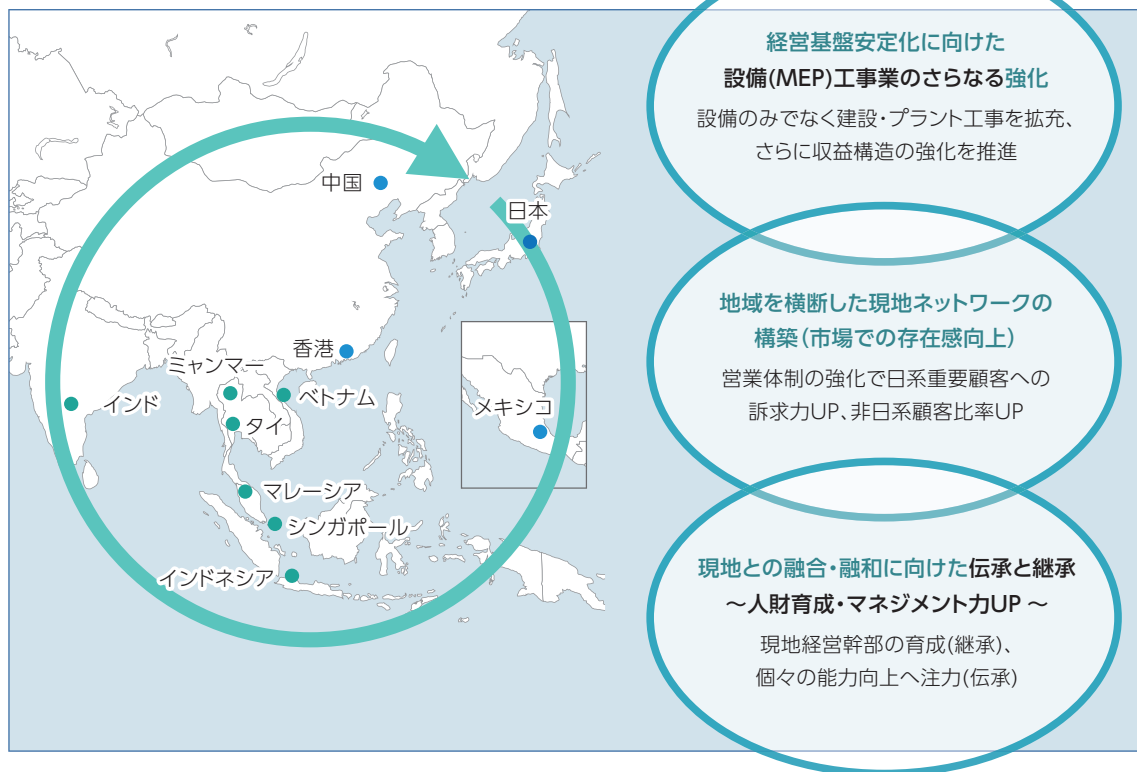 中国
日本
香港
ミャンマー
インド
ベトナム
タイ
メキシコ
マレーシア
シンガポール
インドネシア
経営基盤安定化に向けた
設備(MEP)工事業のさらなる強化
設備のみでなく建設・プラント工事を拡充、
さらに収益構造の強化を推進
地域を横断した現地ネットワークの
構築(市場での存在感向上)
営業体制の強化で日系重要顧客への
訴求力UP、非日系顧客比率UP
現地との融合・融和に向けた伝承と継承
～人財育成・マネジメント力UP～
現地経営幹部の育成(継承)、
個々の能力向上へ注力(伝承)